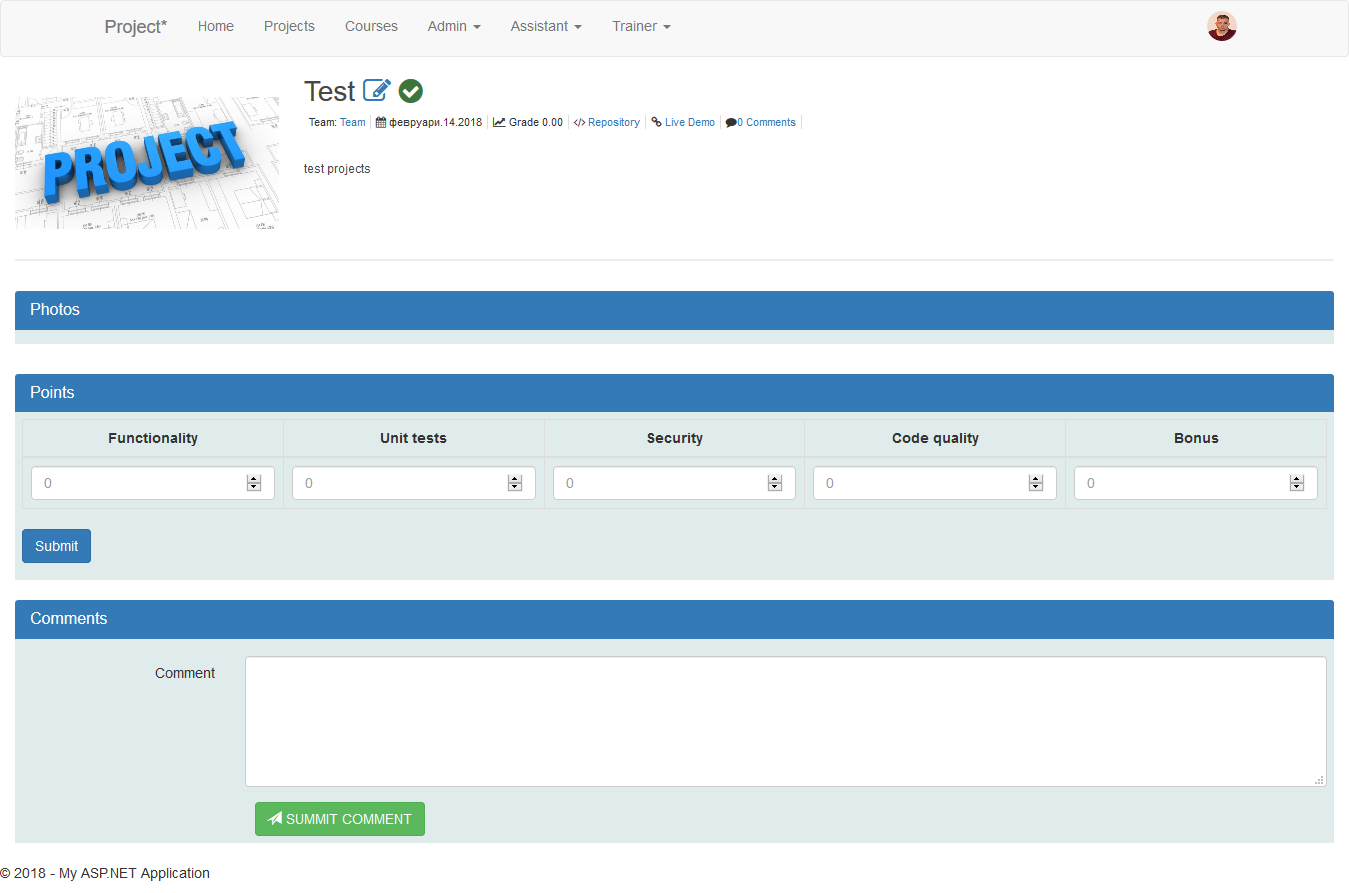 Project* Home Projects Courses Admin Assistant Trainer
Test
Team: Team февруари.14.2018 Grade 0.00 </> Repository Live Demo 0 Comments
PROJECT
test projects
Photos
Points
Functionality Unit tests Security Code quality Bonus
0 0 0 0 0
Submit
Comments
Comment
SUMMIT COMMENT
© 2018 - My ASP.NET Application